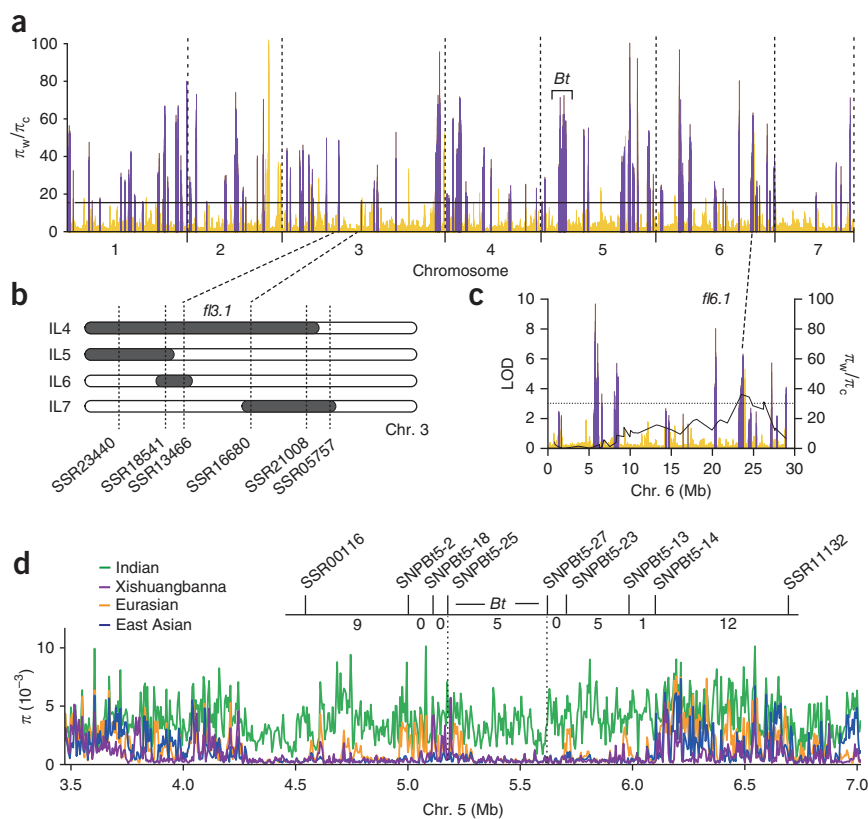 a
πw/πc
100
80
60
40
20
0
Bt
1 2 3 4 5 6 7
Chromosome
b
fl3.1
IL4
IL5
IL6
IL7
Chr. 3
SSR23440
SSR18541
SSR13466
SSR16680
SSR21008
SSR05757
c
fl6.1
LOD
10
8
6
4
2
0
πw/πc
100
80
60
40
20
0
0 5 10 15 20 25 30
Chr. 6 (Mb)
d
Indian
Xishuangbanna
Eurasian
East Asian
SSR00116
SNPBt5-2
SNPBt5-18
SNPBt5-25
SNPBt5-27
SNPBt5-23
SNPBt5-13
SNPBt5-14
SSR11132
Bt
9 0 0 5 0 5 1 12
π (10⁻³)
10
5
0
3.5 4.0 4.5 5.0 5.5 6.0 6.5 7.0
Chr. 5 (Mb)